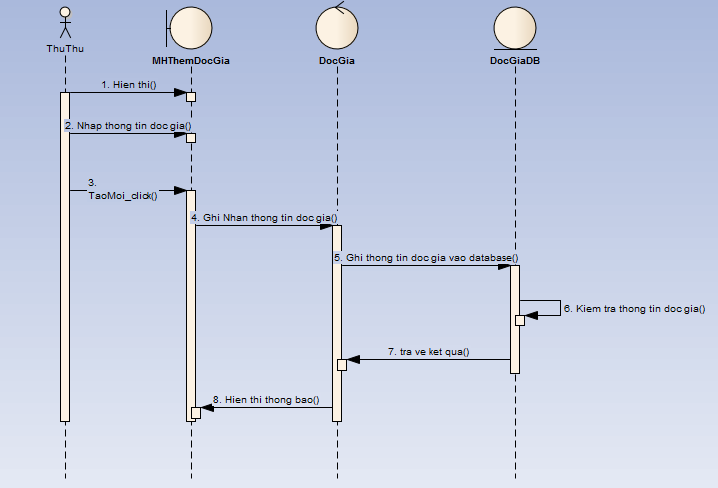 ThuThu
MHThemDocGia
DocGia
DocGiaDB
1. Hien thi()
2. Nhap thong tin doc gia()
3.
TaoMoi_click()
4. Ghi Nhan thong tin doc gia()
5. Ghi thong tin doc gia vao database()
6. Kiem tra thong tin doc gia()
7. tra ve ket qua()
8. Hien thi thong bao()